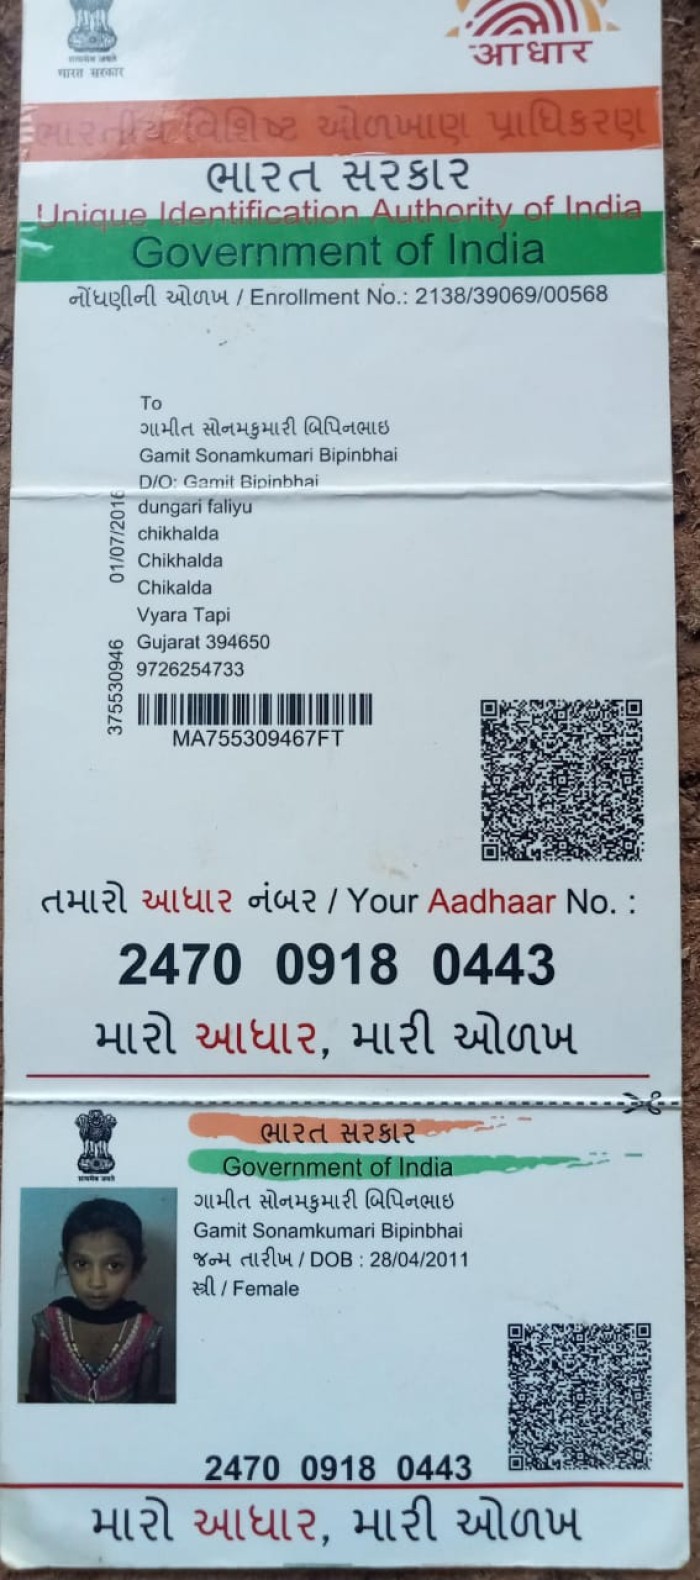 भारत सरकार
आधार
ભારતીય વિશિષ્ટ ઓળખાણ પ્રાધિકરણ
ભારત સરકાર
Unique Identification Authority of India
Government of India
નોંધણીની ઓળખ / Enrollment No.: 2138/39069/00568
To
ગામીત સોનમકુમારી બિપિનભાઇ
Gamit Sonamkumari Bipinbhai
D/O: Gamit Bipinbhai
dungari faliyu
chikhalda
Chikhalda
Chikalda
Vyara Tapi
Gujarat 394650
9726254733
01/07/2016
375530946
MA755309467FT
તમારો આધાર નંબર / Your Aadhaar No. :
2470 0918 0443
મારો આધાર, મારી ઓળખ
ભારત સરકાર
Government of India
ગામીત સોનમકુમારી બિપિનભાઇ
Gamit Sonamkumari Bipinbhai
જન્મ તારીખ / DOB : 28/04/2011
સ્ત્રી / Female
2470 0918 0443
મારો આધાર, મારી ઓળખ